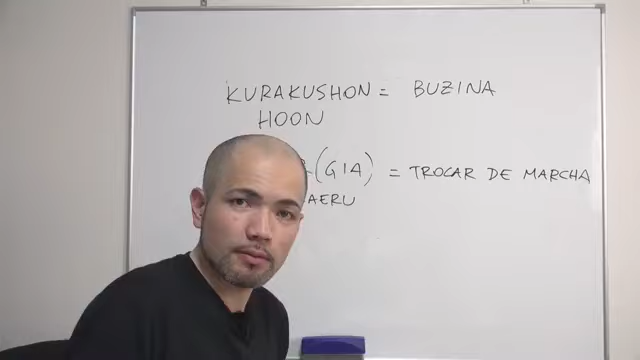 KURAKUSHON = BUZINA
HOON
(GIA) = TROCAR DE MARCHA
AERU